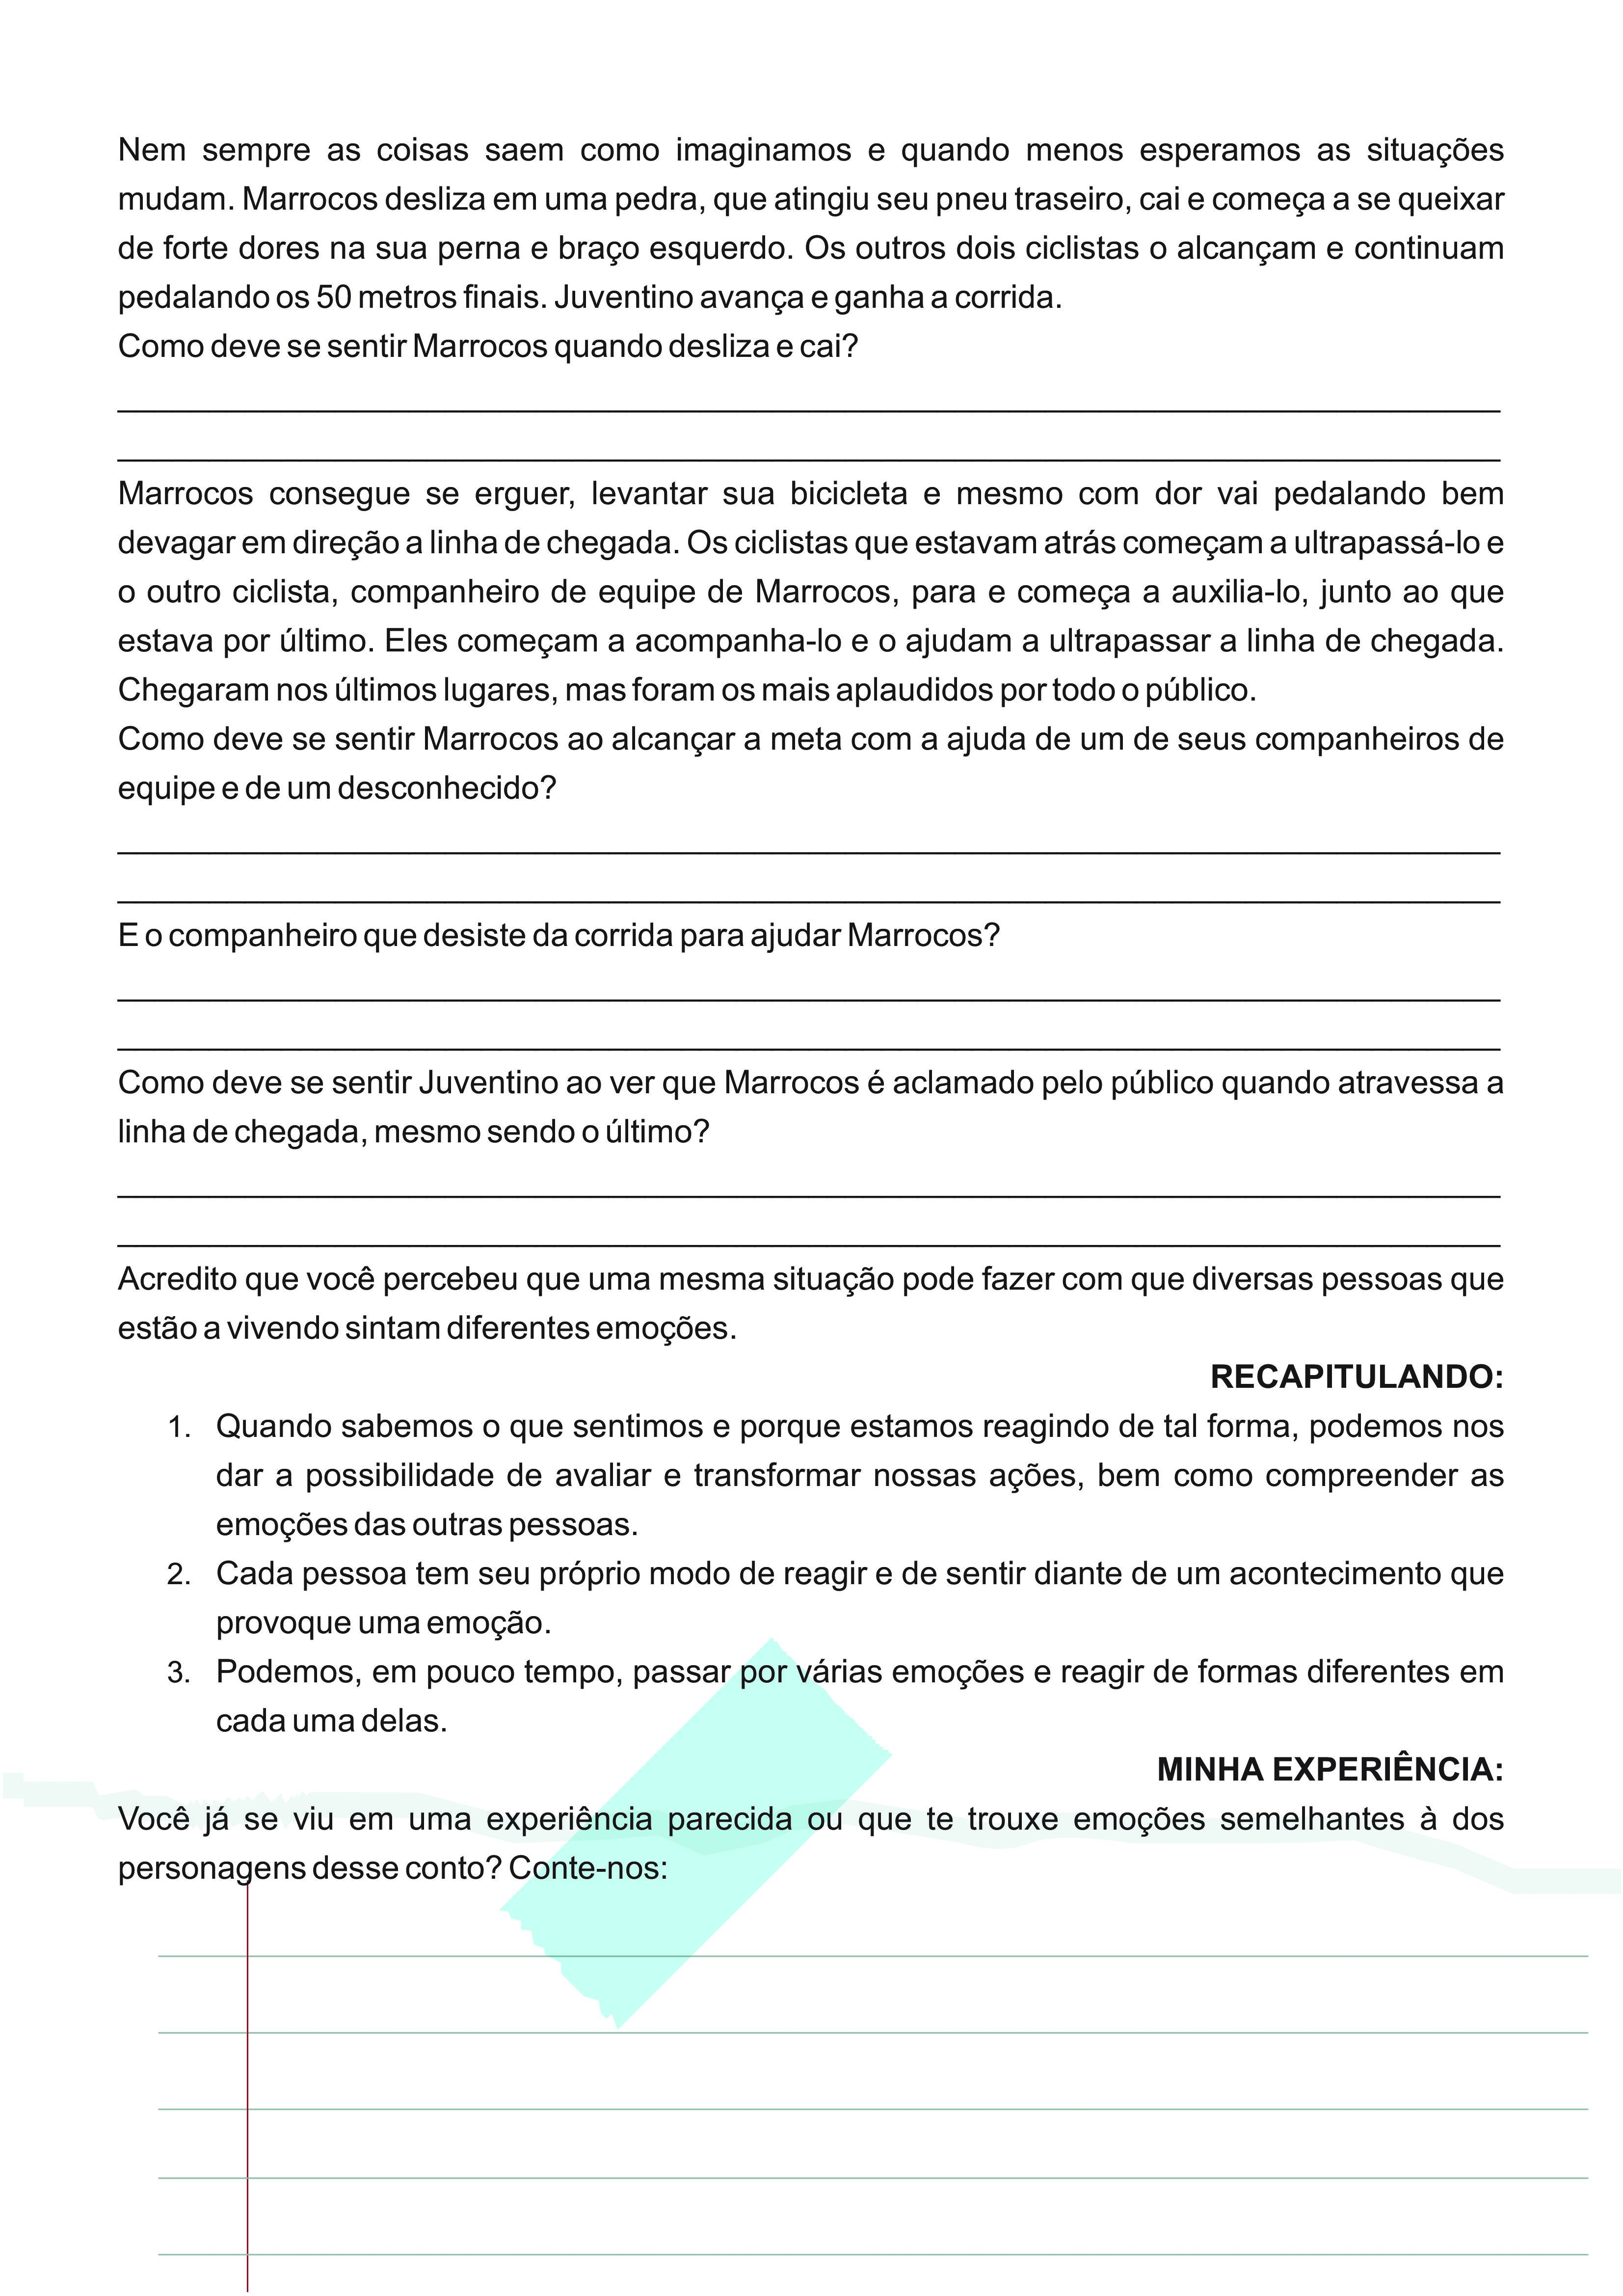 Nem sempre as coisas saem como imaginamos e quando menos esperamos as situações
mudam. Marrocos desliza em uma pedra, que atingiu seu pneu traseiro, cai e começa a se queixar
de forte dores na sua perna e braço esquerdo. Os outros dois ciclistas o alcançam e continuam
pedalando os 50 metros finais. Juventino avança e ganha a corrida.
Como deve se sentir Marrocos quando desliza e cai?
Marrocos consegue se erguer, levantar sua bicicleta e mesmo com dor vai pedalando bem
devagar em direção a linha de chegada. Os ciclistas que estavam atrás começam a ultrapassá-lo e
o outro ciclista, companheiro de equipe de Marrocos, para e começa a auxilia-lo, junto ao que
estava por último. Eles começam a acompanha-lo e o ajudam a ultrapassar a linha de chegada.
Chegaram nos últimos lugares, mas foram os mais aplaudidos por todo o público.
Como deve se sentir Marrocos ao alcançar a meta com a ajuda de um de seus companheiros de
equipe e de um desconhecido?
E o companheiro que desiste da corrida para ajudar Marrocos?
Como deve se sentir Juventino ao ver que Marrocos é aclamado pelo público quando atravessa a
linha de chegada, mesmo sendo o último?
Acredito que você percebeu que uma mesma situação pode fazer com que diversas pessoas que
estão a vivendo sintam diferentes emoções.
RECAPITULANDO:
1. Quando sabemos o que sentimos e porque estamos reagindo de tal forma, podemos nos
dar a possibilidade de avaliar e transformar nossas ações, bem como compreender as
emoções das outras pessoas.
2. Cada pessoa tem seu próprio modo de reagir e de sentir diante de um acontecimento que
provoque uma emoção.
3. Podemos, em pouco tempo, passar por várias emoções e reagir de formas diferentes em
cada uma delas.
MINHA EXPERIÊNCIA:
Você já se viu em uma experiência parecida ou que te trouxe emoções semelhantes à dos
personagens desse conto? Conte-nos: